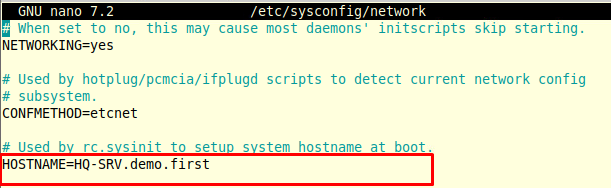 GNU nano 7.2 /etc/sysconfig/network
# When set to no, this may cause most daemons' initscripts skip starting.
NETWORKING=yes
# Used by hotplug/pcmcia/ifplugd scripts to detect current network config
# subsystem.
CONFMETHOD=etcnet
# Used by rc.sysinit to setup system hostname at boot.
HOSTNAME=HQ-SRV.demo.first